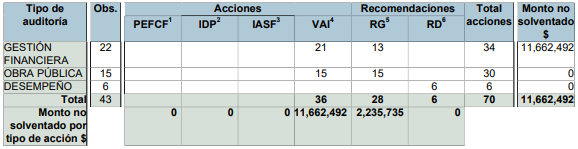 Tipo de auditoría Obs. Acciones Recomendaciones Total acciones Monto no solventado $
PEFCF¹ IDP² IASF³ VAI⁴ RG⁵ RD⁶
GESTIÓN FINANCIERA 22 21 13 34 11,662,492
OBRA PÚBLICA 15 15 15 30 0
DESEMPEÑO 6 6 6 0
Total 43 36 28 6 70 11,662,492
Monto no solventado por tipo de acción $ 0 0 0 11,662,492 2,235,735 0